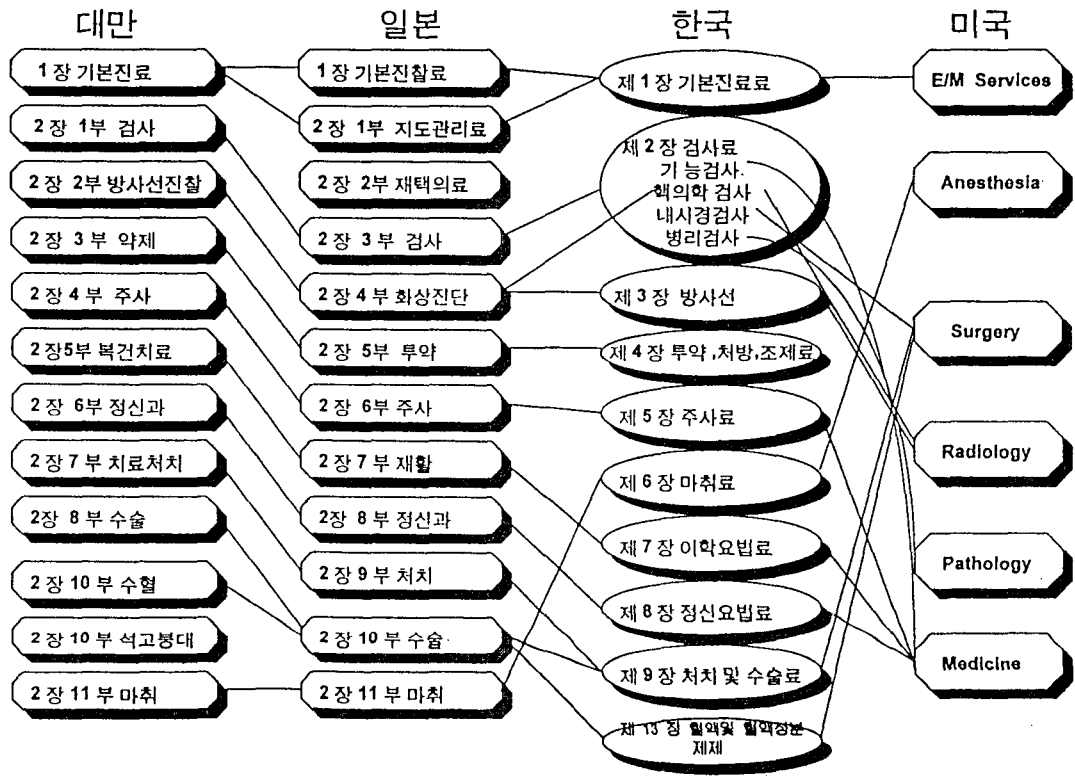 대만
일본
한국
미국
1장 기본진료
2장 1부 검사
2장 2부 방사선진찰
2장 3부 약제
2장 4부 주사
2장5부 복건치료
2장 6부 정신과
2장 7부 치료처치
2장 8부 수술
2장 10부 수혈
2장 10부 석고붕대
2장 11부 마취
1장 기본진찰료
2장 1부 지도관리료
2장 2부 재택의료
2장 3부 검사
2장 4부 화상진단
2장 5부 투약
2장 6부 주사
2장 7부 재활
2장 8부 정신과
2장 9부 처치
2장 10부 수술
2장 11부 마취
제 1장 기본진료료
제 2장 검사료
기능검사.
핵의학 검사
내시경검사
병리검사
제 3장 방사선
제 4장 투약,처방,조제료
제 5장 주사료
제 6장 마취료
제 7장 이학요법료
제 8장 정신요법료
제 9장 처치 및 수술료
제 13장 혈액및 혈액성분
제제
E/M Services
Anesthesia
Surgery
Radiology
Pathology
Medicine